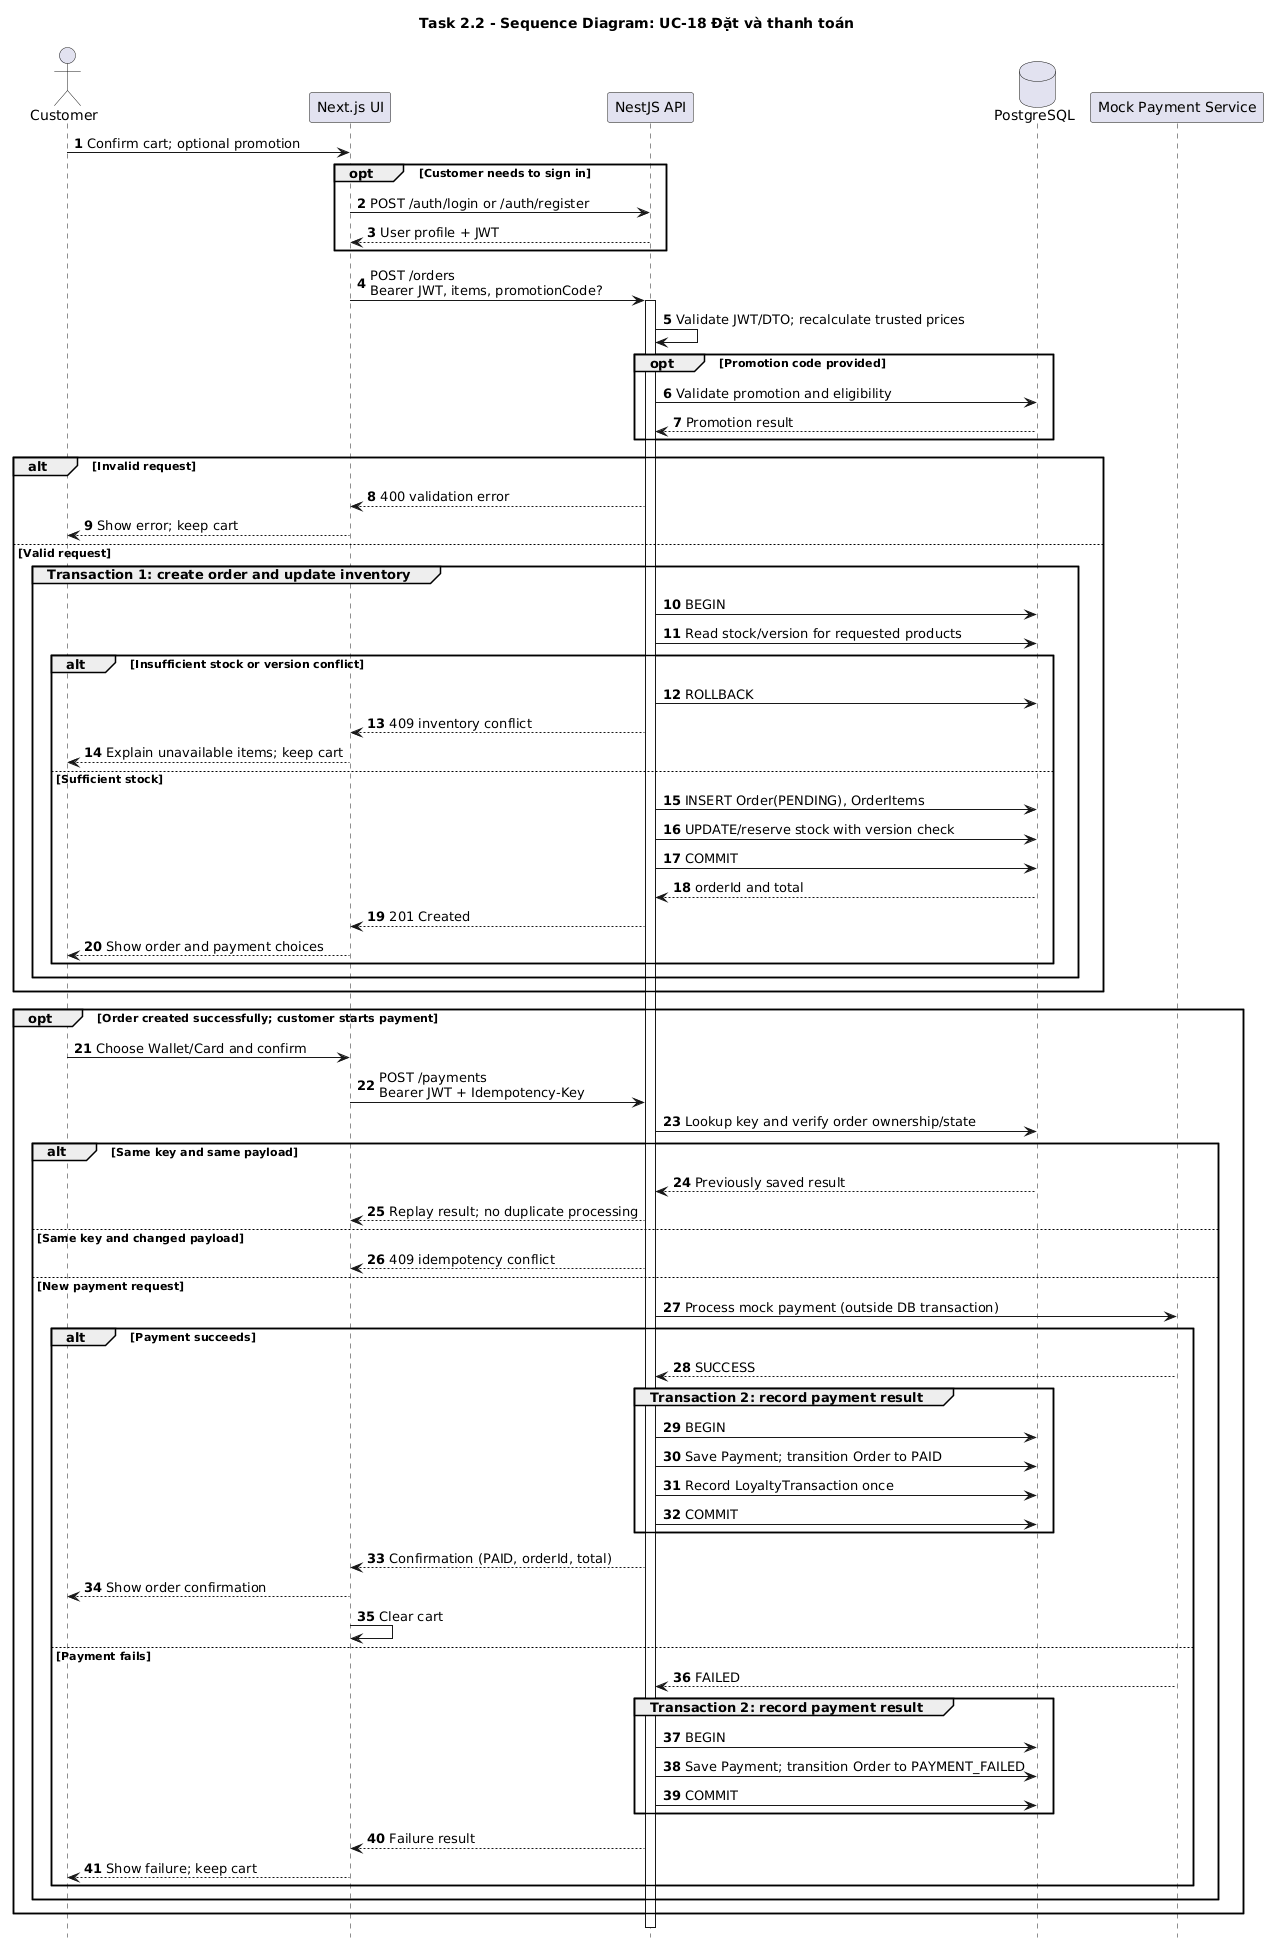 Task 2.2 - Sequence Diagram: UC-18 Đặt và thanh toán
Customer
Next.js UI
NestJS API
PostgreSQL
Mock Payment Service
1 Confirm cart; optional promotion
opt [Customer needs to sign in]
2 POST /auth/login or /auth/register
3 User profile + JWT
4 POST /orders
Bearer JWT, items, promotionCode?
5 Validate JWT/DTO; recalculate trusted prices
opt [Promotion code provided]
6 Validate promotion and eligibility
7 Promotion result
alt [Invalid request]
8 400 validation error
9 Show error; keep cart
[Valid request]
Transaction 1: create order and update inventory
10 BEGIN
11 Read stock/version for requested products
alt [Insufficient stock or version conflict]
12 ROLLBACK
13 409 inventory conflict
14 Explain unavailable items; keep cart
[Sufficient stock]
15 INSERT Order(PENDING), OrderItems
16 UPDATE/reserve stock with version check
17 COMMIT
18 orderId and total
19 201 Created
20 Show order and payment choices
opt [Order created successfully; customer starts payment]
21 Choose Wallet/Card and confirm
22 POST /payments
Bearer JWT + Idempotency-Key
23 Lookup key and verify order ownership/state
alt [Same key and same payload]
24 Previously saved result
25 Replay result; no duplicate processing
[Same key and changed payload]
26 409 idempotency conflict
[New payment request]
27 Process mock payment (outside DB transaction)
alt [Payment succeeds]
28 SUCCESS
Transaction 2: record payment result
29 BEGIN
30 Save Payment; transition Order to PAID
31 Record LoyaltyTransaction once
32 COMMIT
33 Confirmation (PAID, orderId, total)
34 Show order confirmation
35 Clear cart
[Payment fails]
36 FAILED
Transaction 2: record payment result
37 BEGIN
38 Save Payment; transition Order to PAYMENT_FAILED
39 COMMIT
40 Failure result
41 Show failure; keep cart